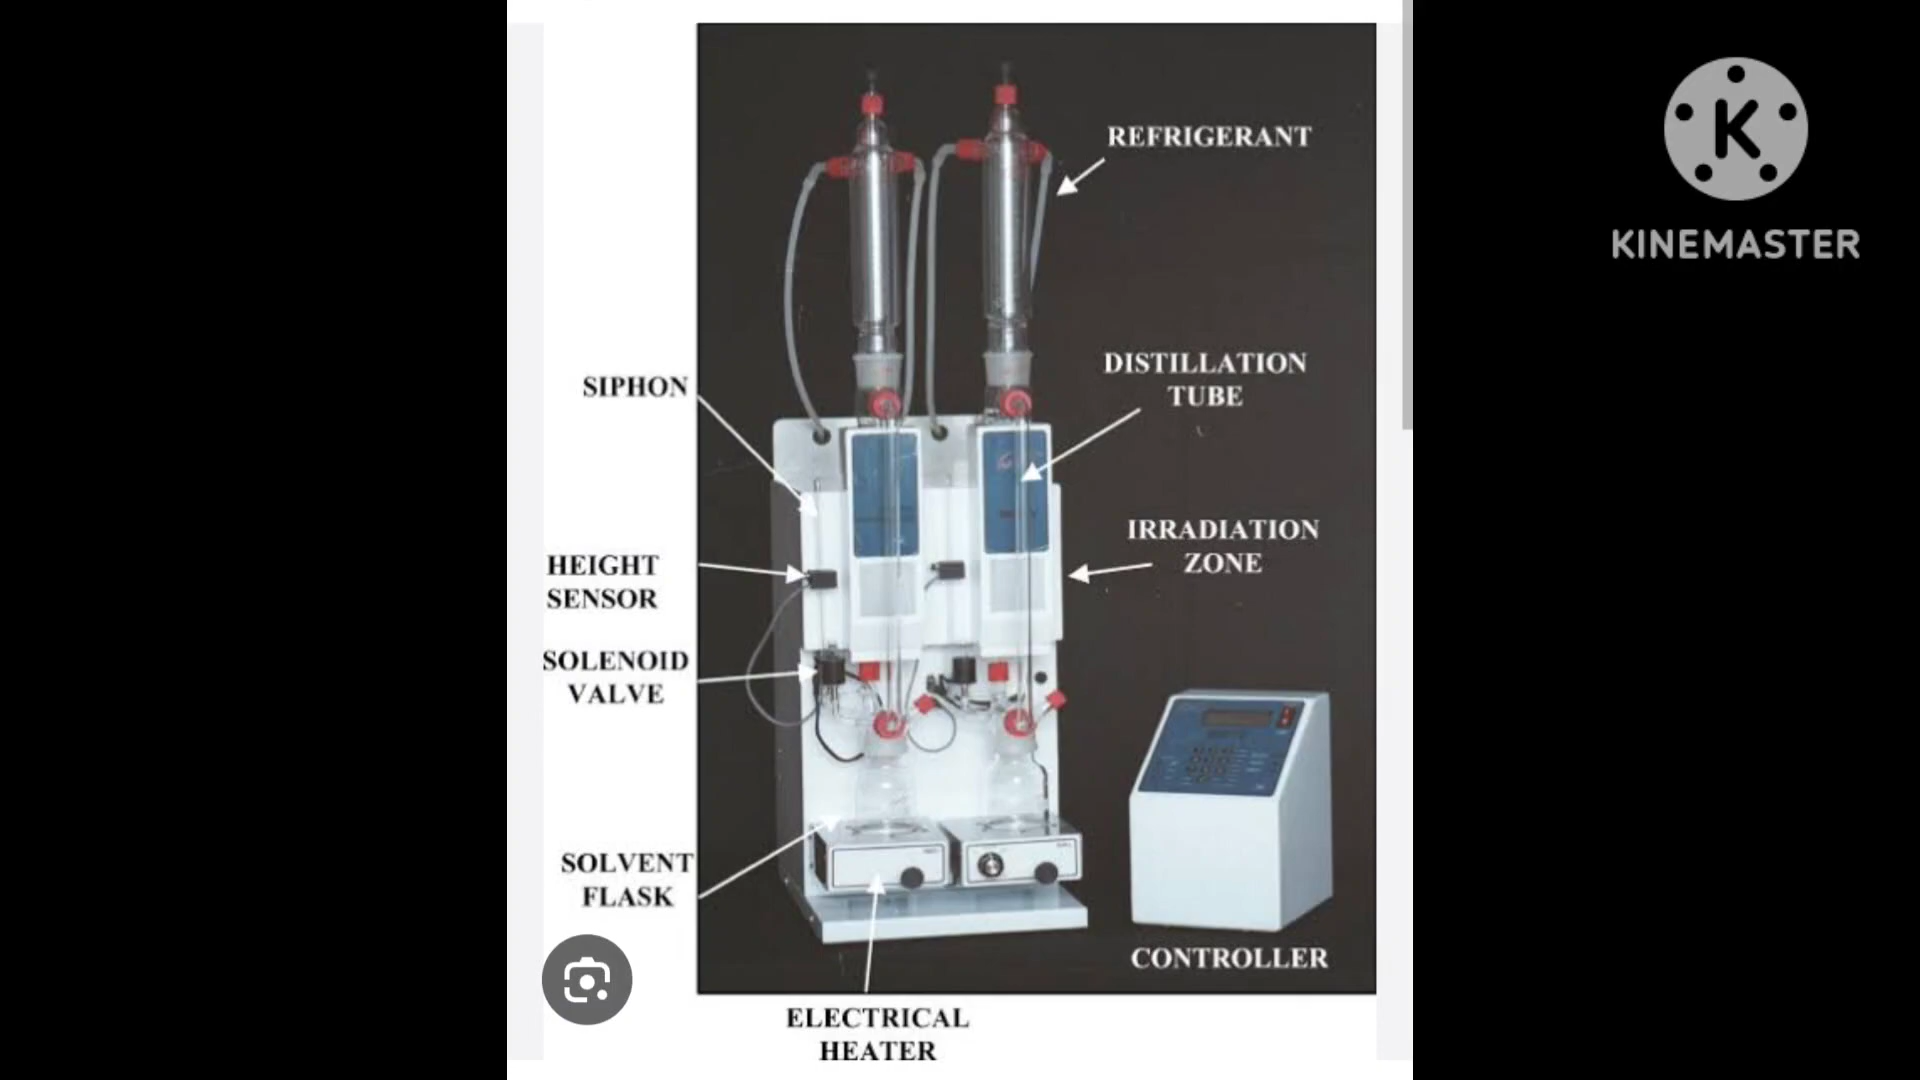 REFRIGERANT
KINEMASTER
SIPHON
DISTILLATION
TUBE
IRRADIATION
ZONE
HEIGHT
SENSOR
SOLENOID
VALVE
SOLVENT
FLASK
CONTROLLER
ELECTRICAL
HEATER